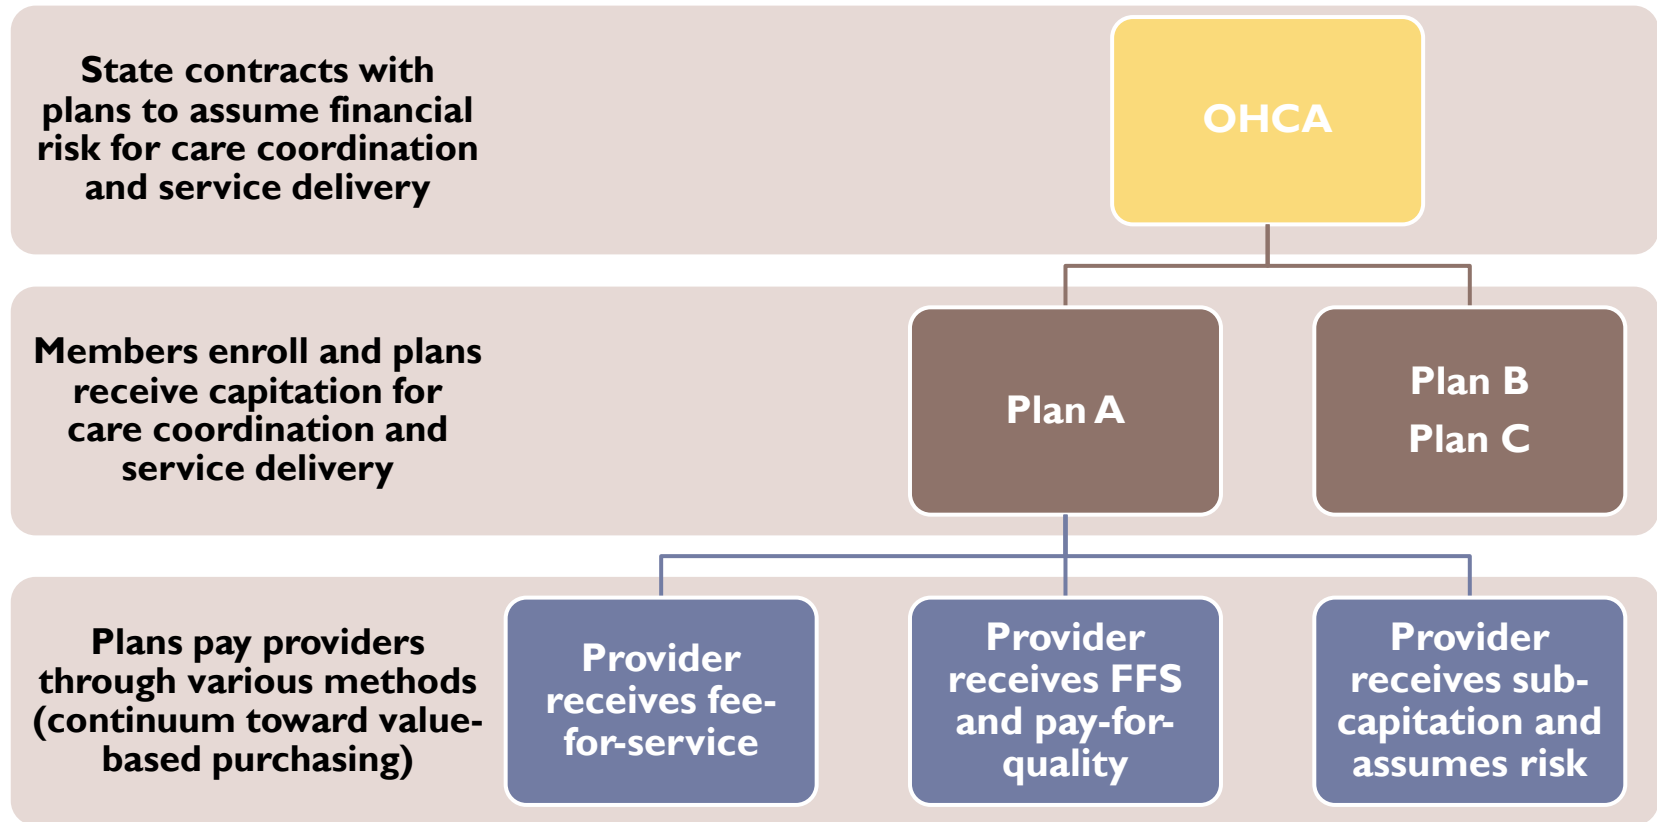 State contracts with
plans to assume financial
risk for care coordination
and service delivery
OHCA
Members enroll and plans
receive capitation for
care coordination and
service delivery
Plan A
Plan B
Plan C
Plans pay providers
through various methods
(continuum toward value-
based purchasing)
Provider
receives fee-
for-service
Provider
receives FFS
and pay-for-
quality
Provider
receives sub-
capitation and
assumes risk